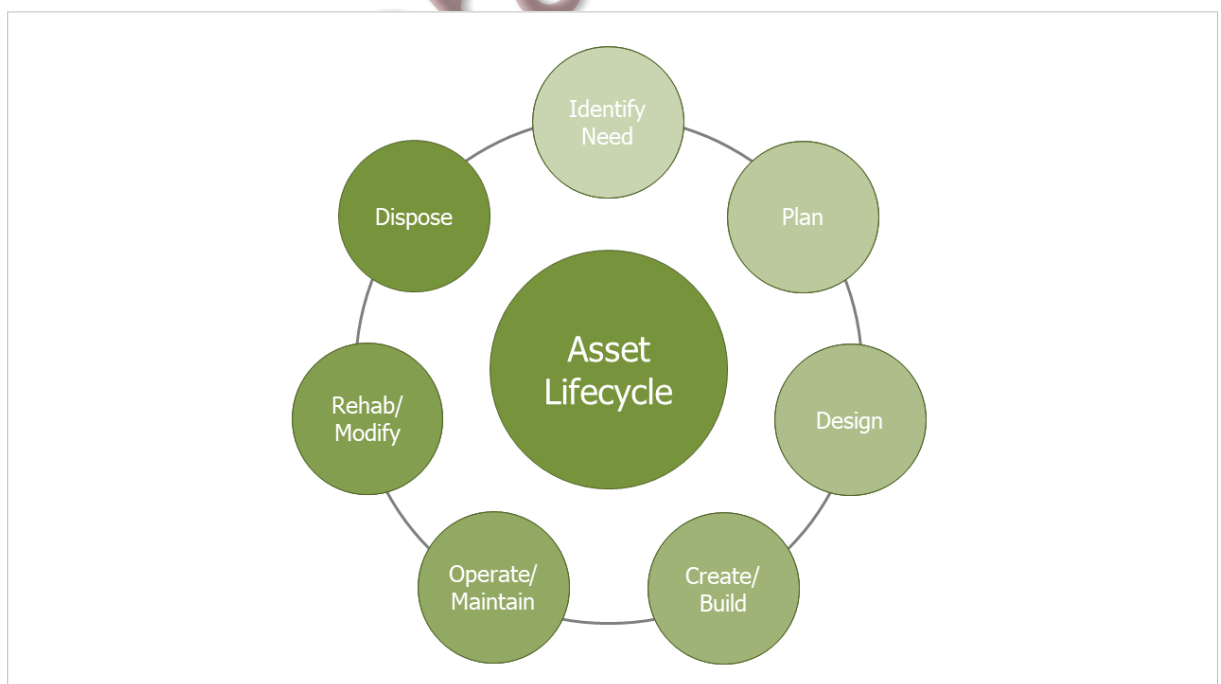 Identify
Need
Plan
Design
Create/
Build
Operate/
Maintain
Rehab/
Modify
Dispose
Asset
Lifecycle